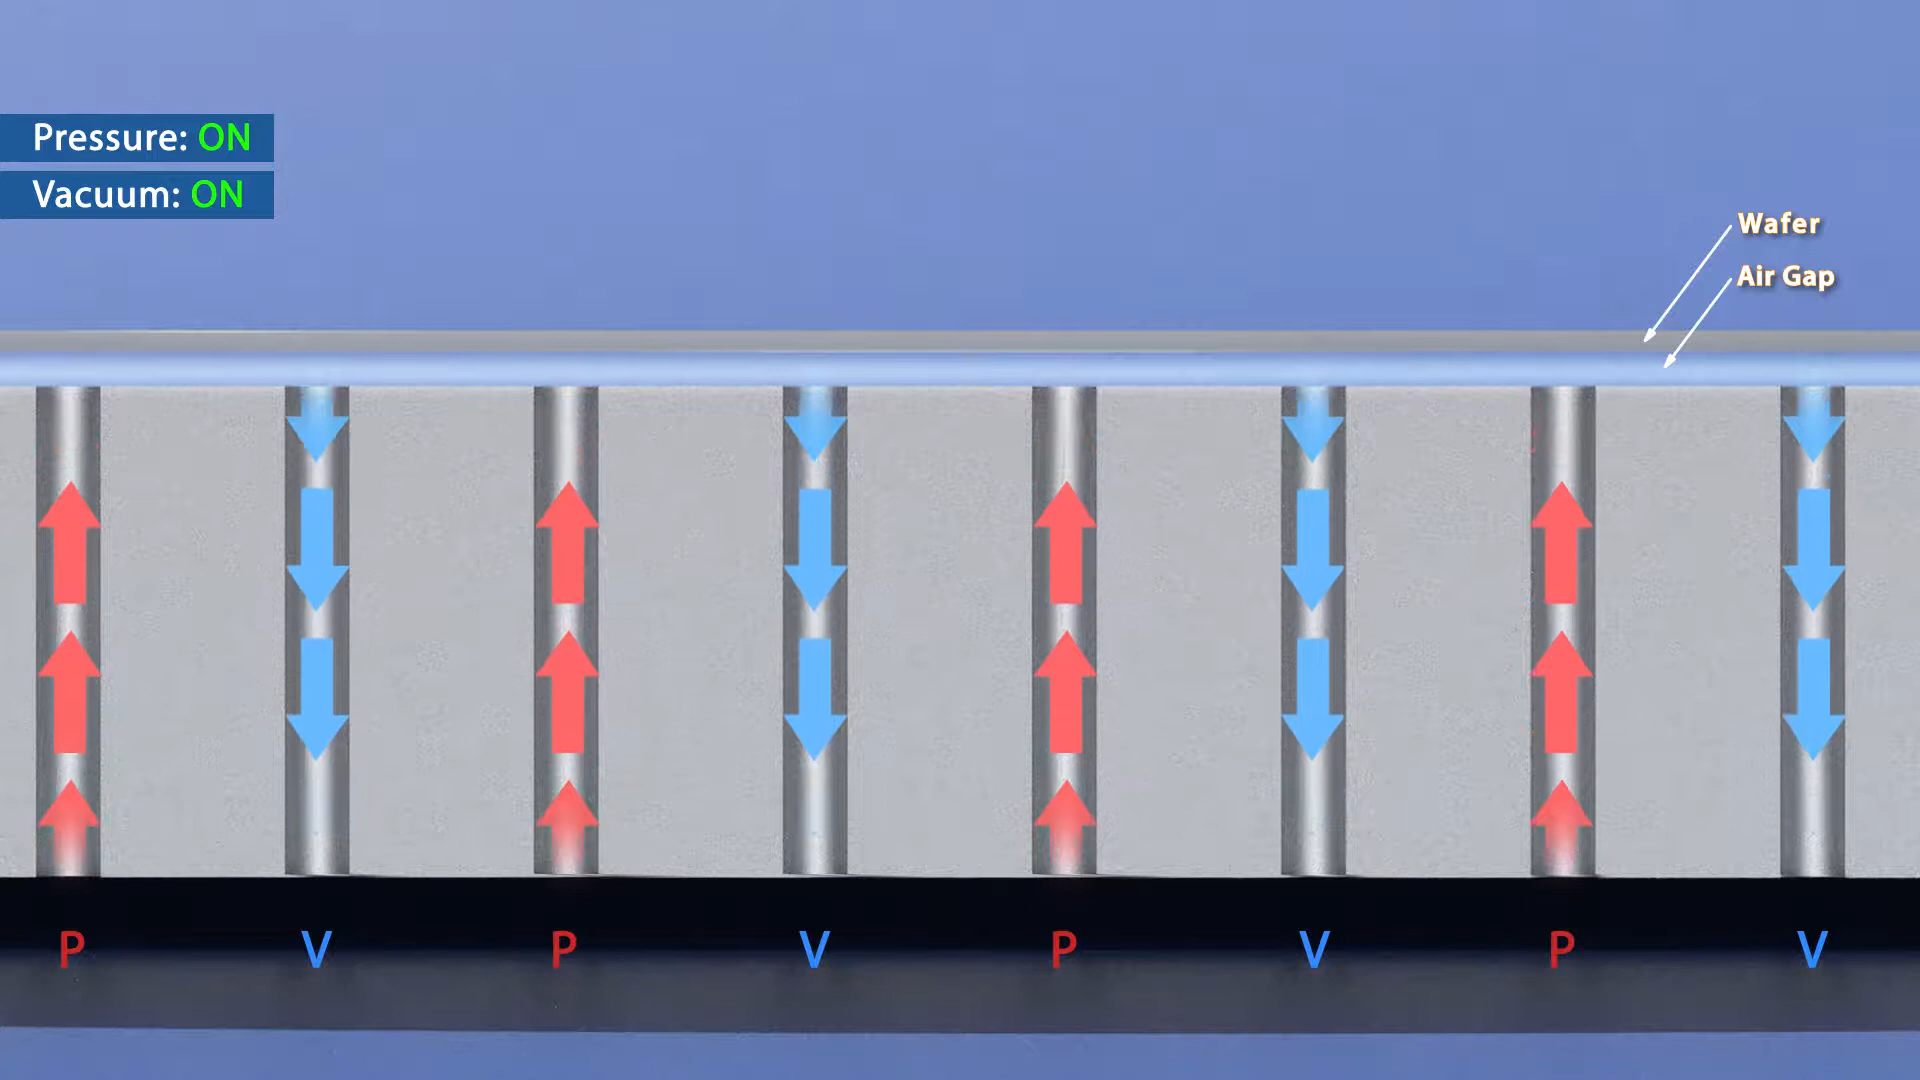 Pressure: ON
Vacuum: ON
Wafer
Air Gap
P V P V P V P V